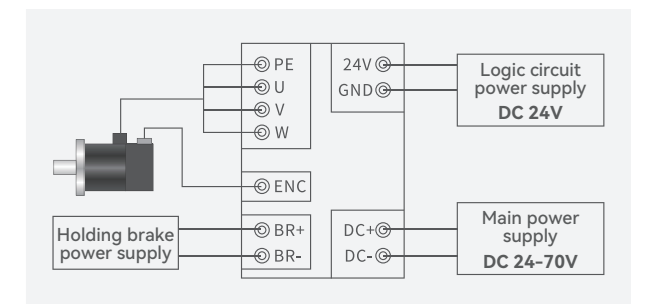 PE
U
V
W
ENC
BR+
BR-
24V
GND
DC+
DC-
Logic circuit
power supply
DC 24V
Holding brake
power supply
Main power
supply
DC 24-70V